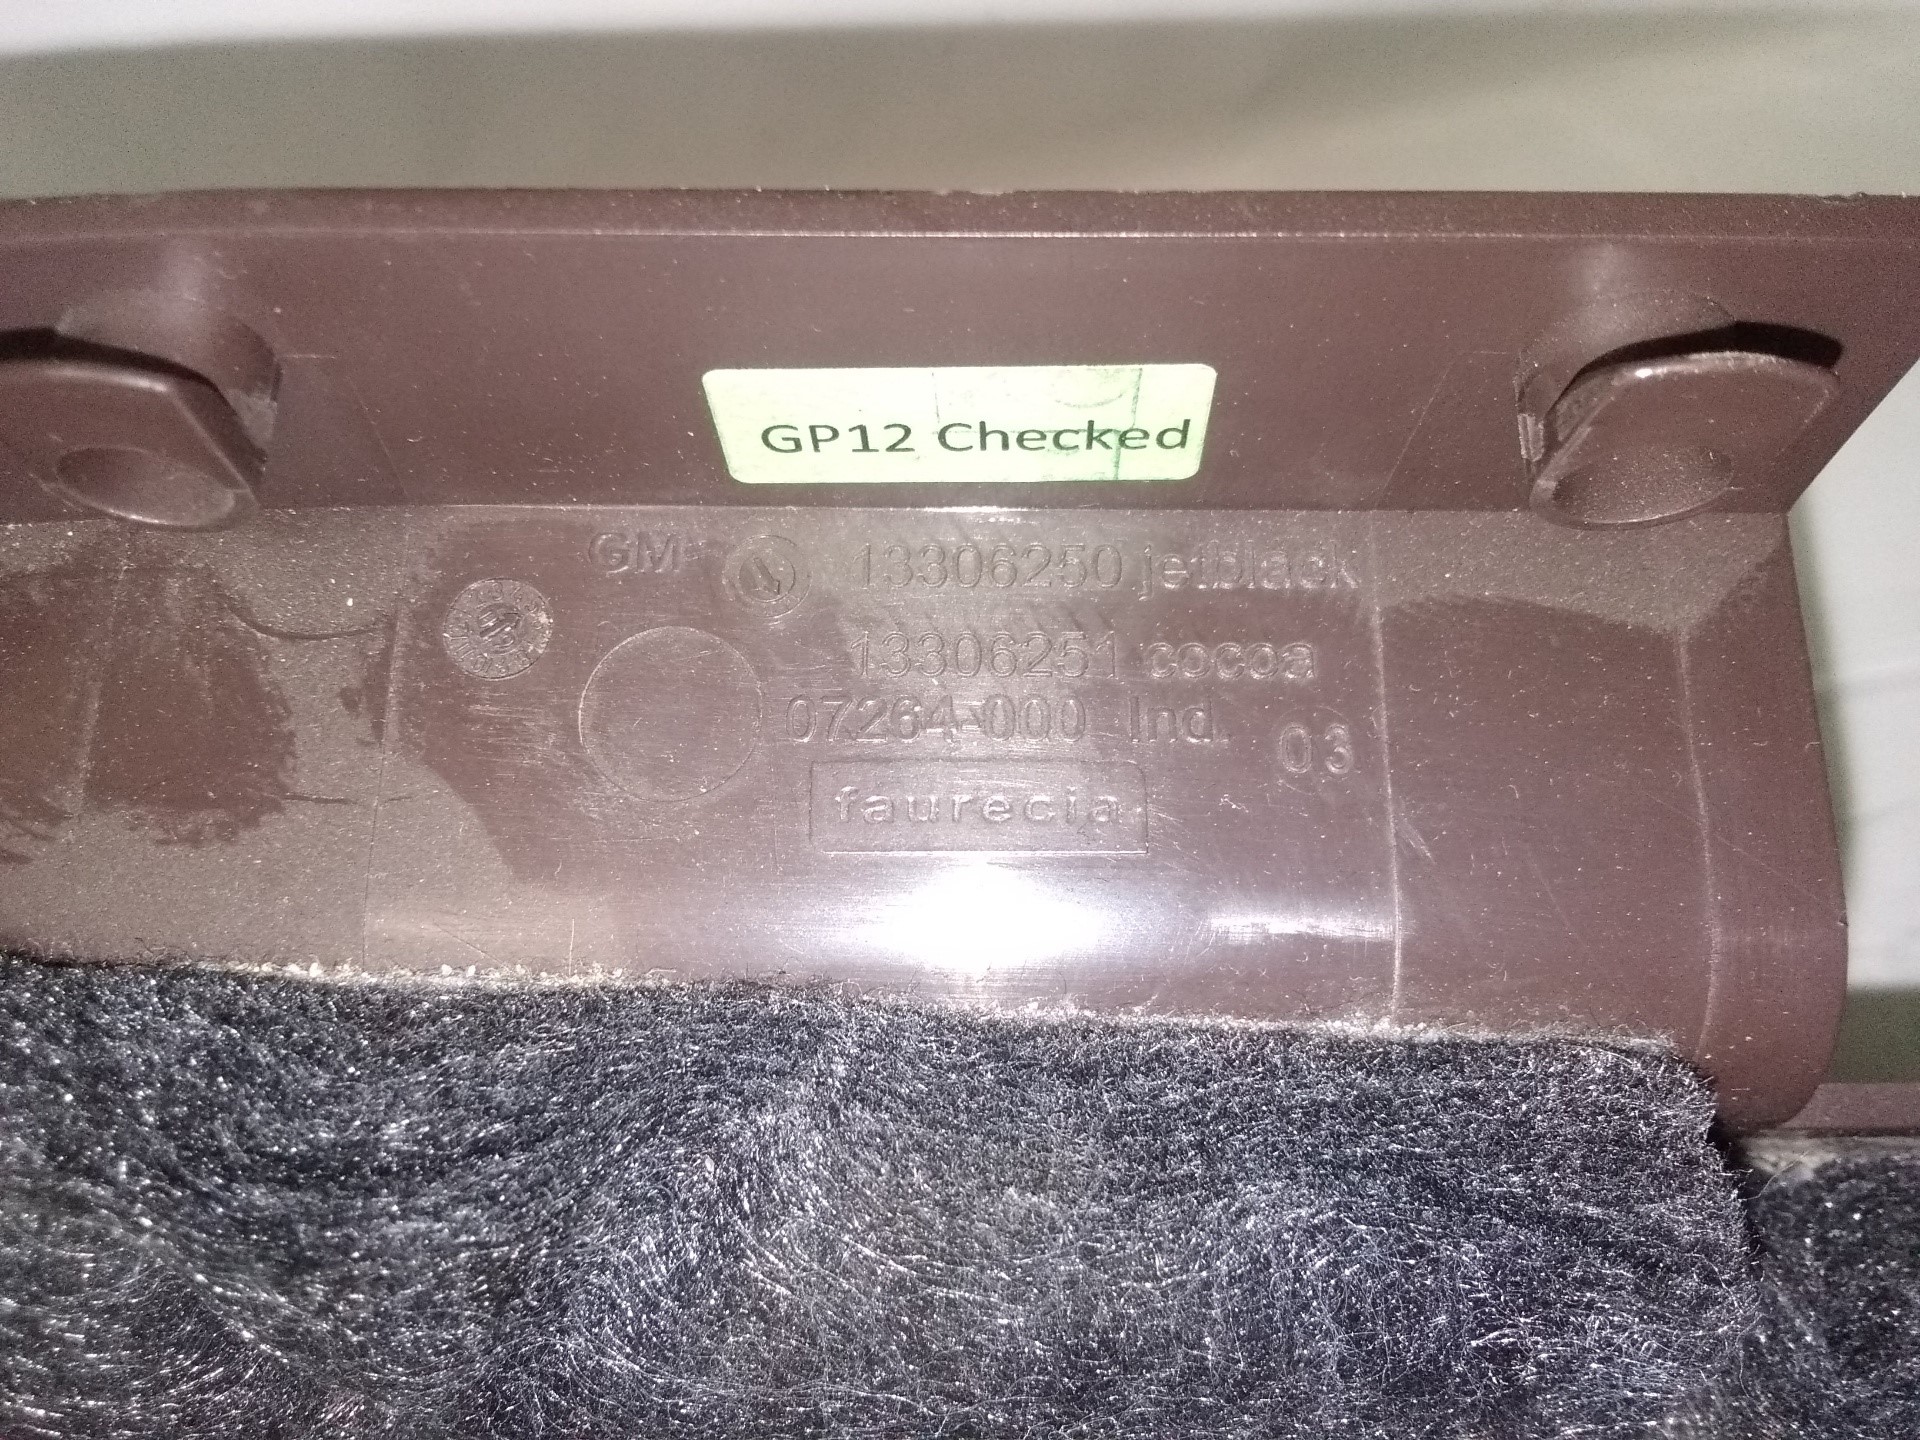 GP12 Checked
GM 13306250 jetblack
13306251 cocoa
07264-000 Ind. 03
faurecia